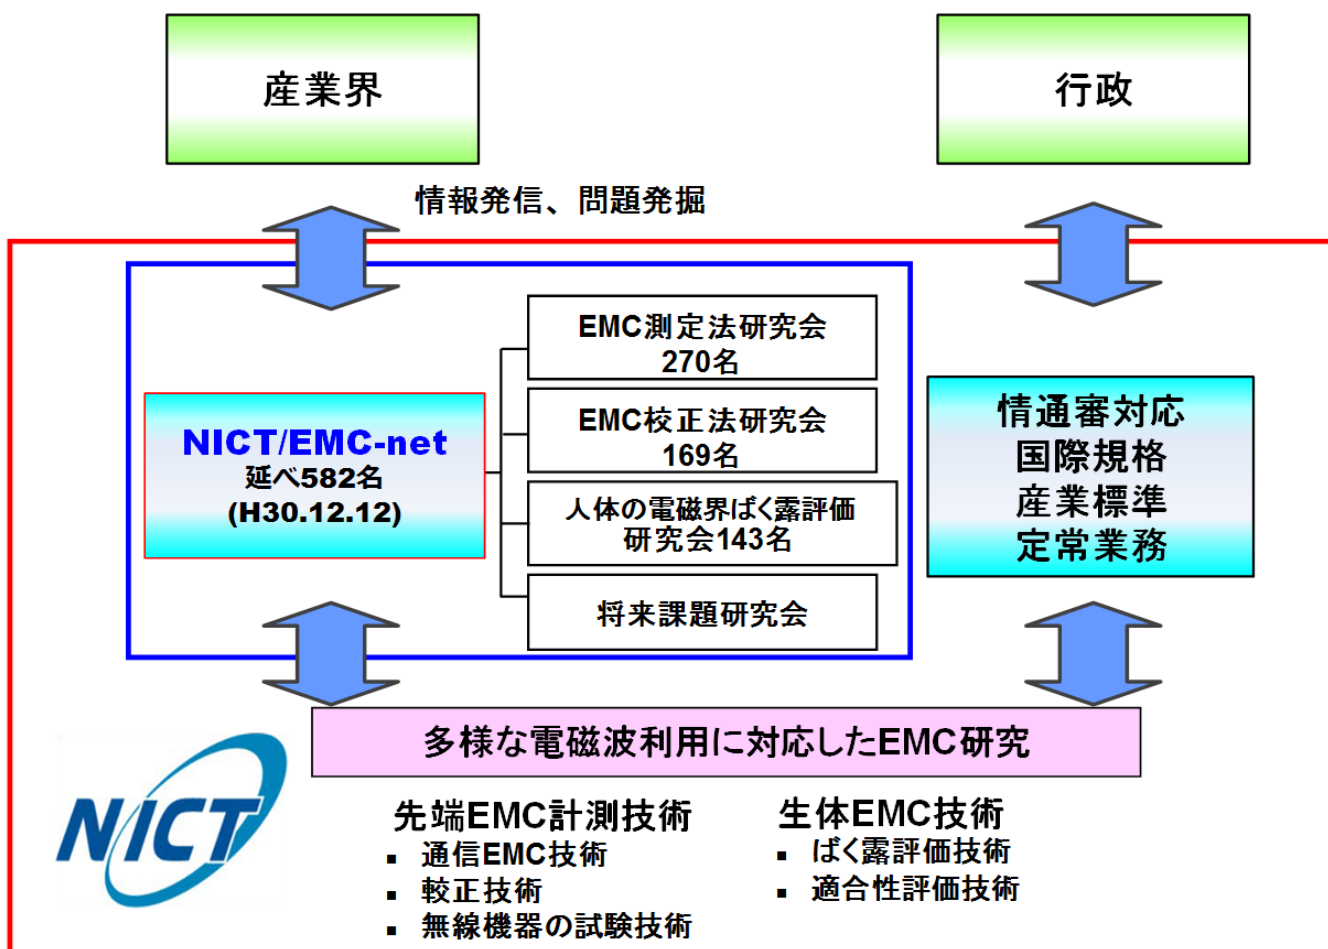 産業界
行政
情報発信、問題発掘
NICT/EMC-net
延べ582名
(H30.12.12)
EMC測定法研究会
270名
EMC校正法研究会
169名
人体の電磁界ばく露評価
研究会143名
将来課題研究会
情通審対応
国際規格
産業標準
定常業務
多様な電磁波利用に対応したEMC研究
NICT
先端EMC計測技術
▪ 通信EMC技術
▪ 較正技術
▪ 無線機器の試験技術
生体EMC技術
▪ ばく露評価技術
▪ 適合性評価技術